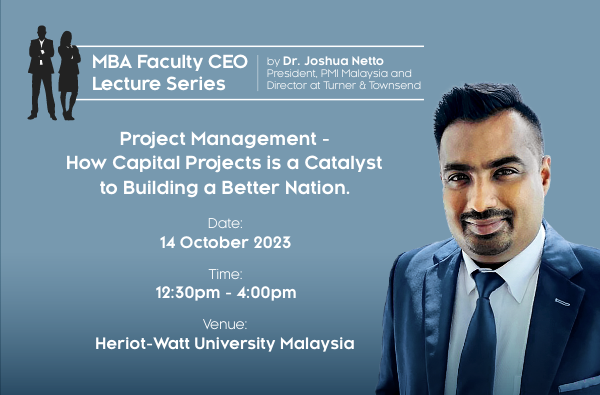 MBA Faculty CEO
Lecture Series
by Dr. Joshua Netto
President, PMI Malaysia and
Director at Turner & Townsend
Project Management -
How Capital Projects is a Catalyst
to Building a Better Nation.
Date:
14 October 2023
Time:
12:30pm - 4:00pm
Venue:
Heriot-Watt University Malaysia